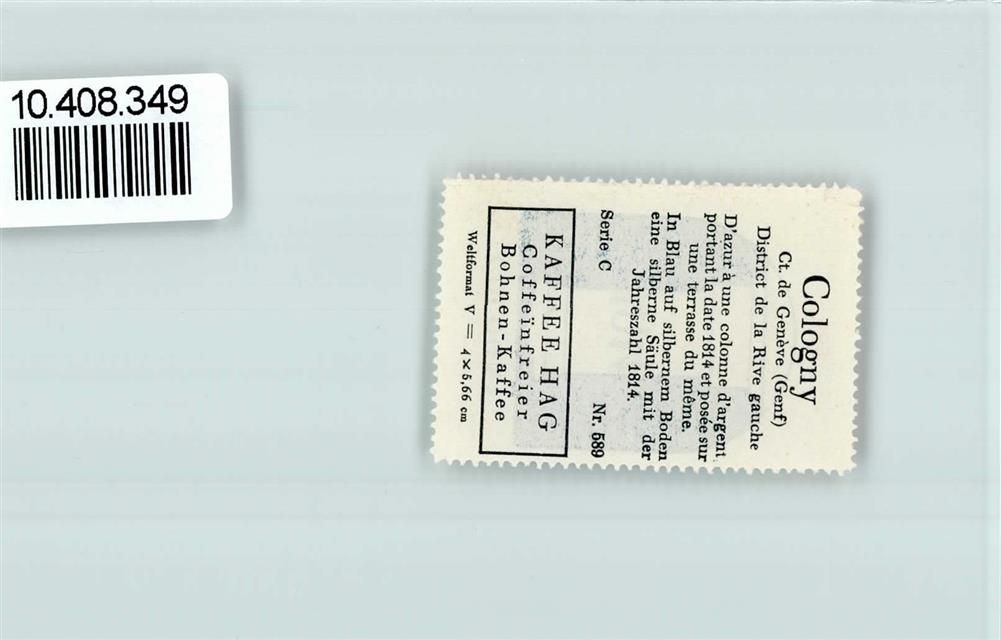 10.408.349
Cologny
Ct. de Genève (Genf)
District de la Rive gauche
D'azur à une colonne d'argent,
portant la date 1814 et posée sur
une terrasse du même.
In Blau auf silbernem Boden
eine silberne Säule mit der
Jahreszahl 1814.
Serie C Nr. 589
KAFFEE HAG
Coffeïnfreier
Bohnen-Kaffee
Weltformat V = 4 × 5,66 cm